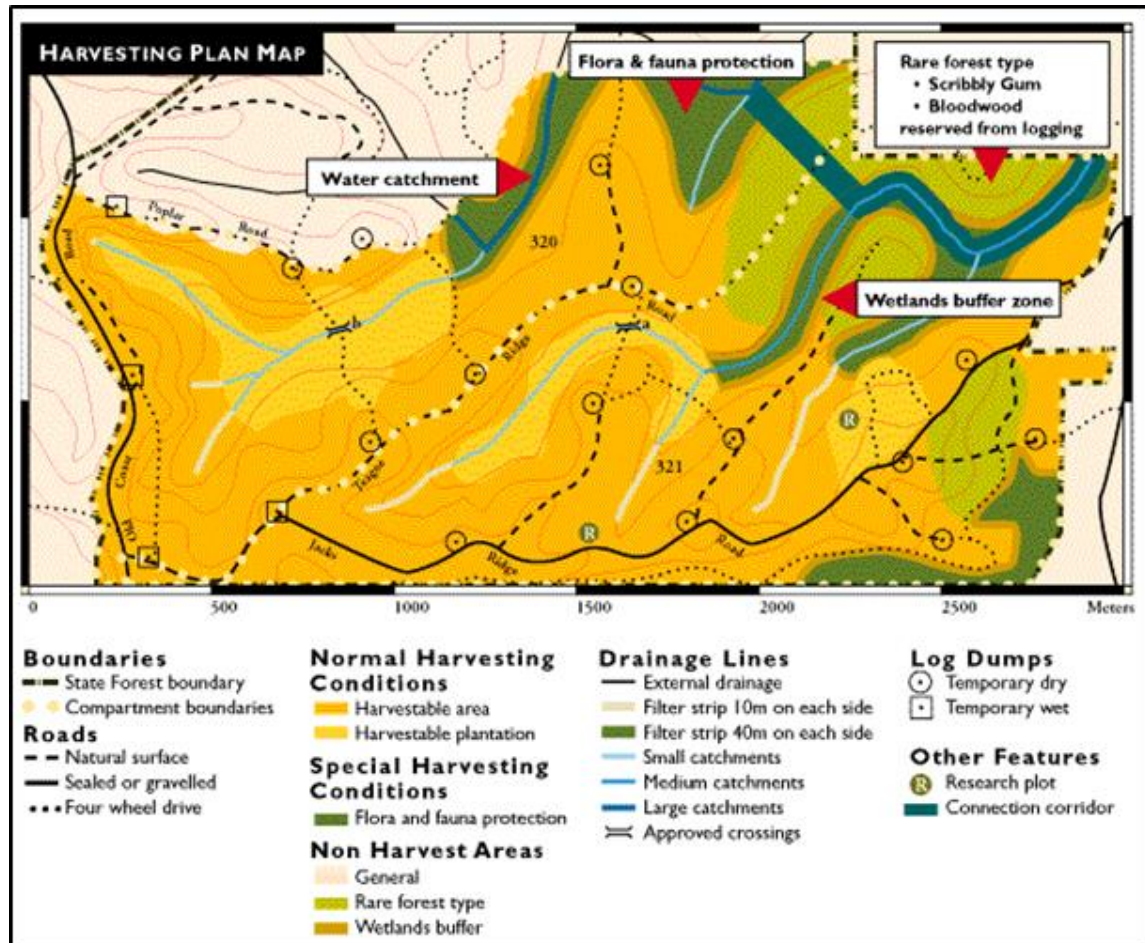 HARVESTING PLAN MAP
Flora & fauna protection
Rare forest type
• Scribbly Gum
• Bloodwood
reserved from logging
Water catchment
Poplar
Road
Road
320
Wetlands buffer zone
b
a
Road
Ridge
R
Teague
321
Coast
R
Jacks
Ridge
Road
0
500
1000
1500
2000
2500
Meters
Boundaries
State Forest boundary
Compartment boundaries
Roads
Natural surface
Sealed or gravelled
Four wheel drive
Normal Harvesting
Conditions
Harvestable area
Harvestable plantation
Special Harvesting
Conditions
Flora and fauna protection
Non Harvest Areas
General
Rare forest type
Wetlands buffer
Drainage Lines
External drainage
Filter strip 10m on each side
Filter strip 40m on each side
Small catchments
Medium catchments
Large catchments
Approved crossings
Log Dumps
Temporary dry
Temporary wet
Other Features
R Research plot
Connection corridor